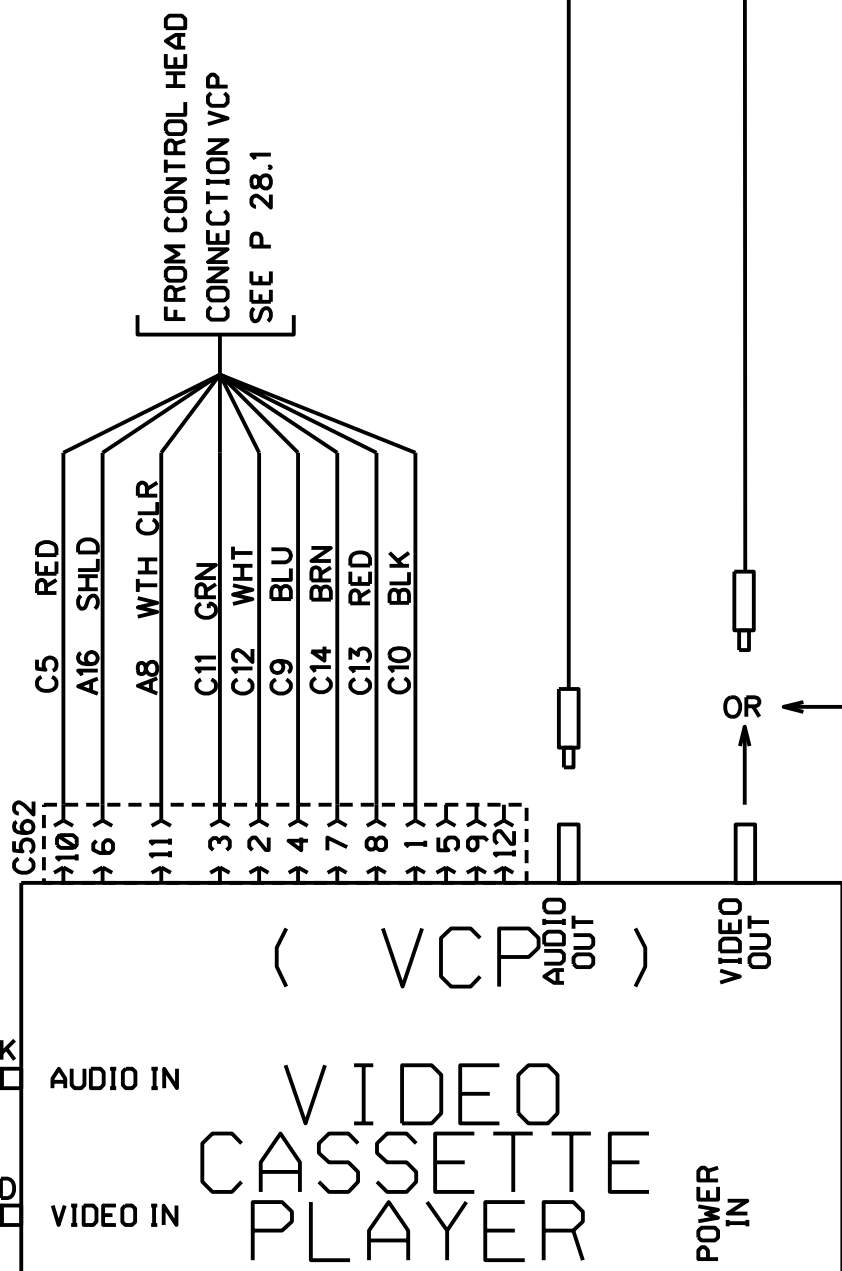 FROM CONTROL HEAD
CONNECTION VCP
SEE P 28.1
C5 RED
A16 SHLD
A8 WTH CLR
C11 GRN
C12 WHT
C9 BLU
C14 BRN
C13 RED
C10 BLK
OR
C562
10
6
11
3
2
4
7
8
1
5
9
12
( VCP )
AUDIO
OUT
VIDEO
OUT
K
AUDIO IN
VIDEO
CASSETTE
PLAYER
D
VIDEO IN
POWER
IN